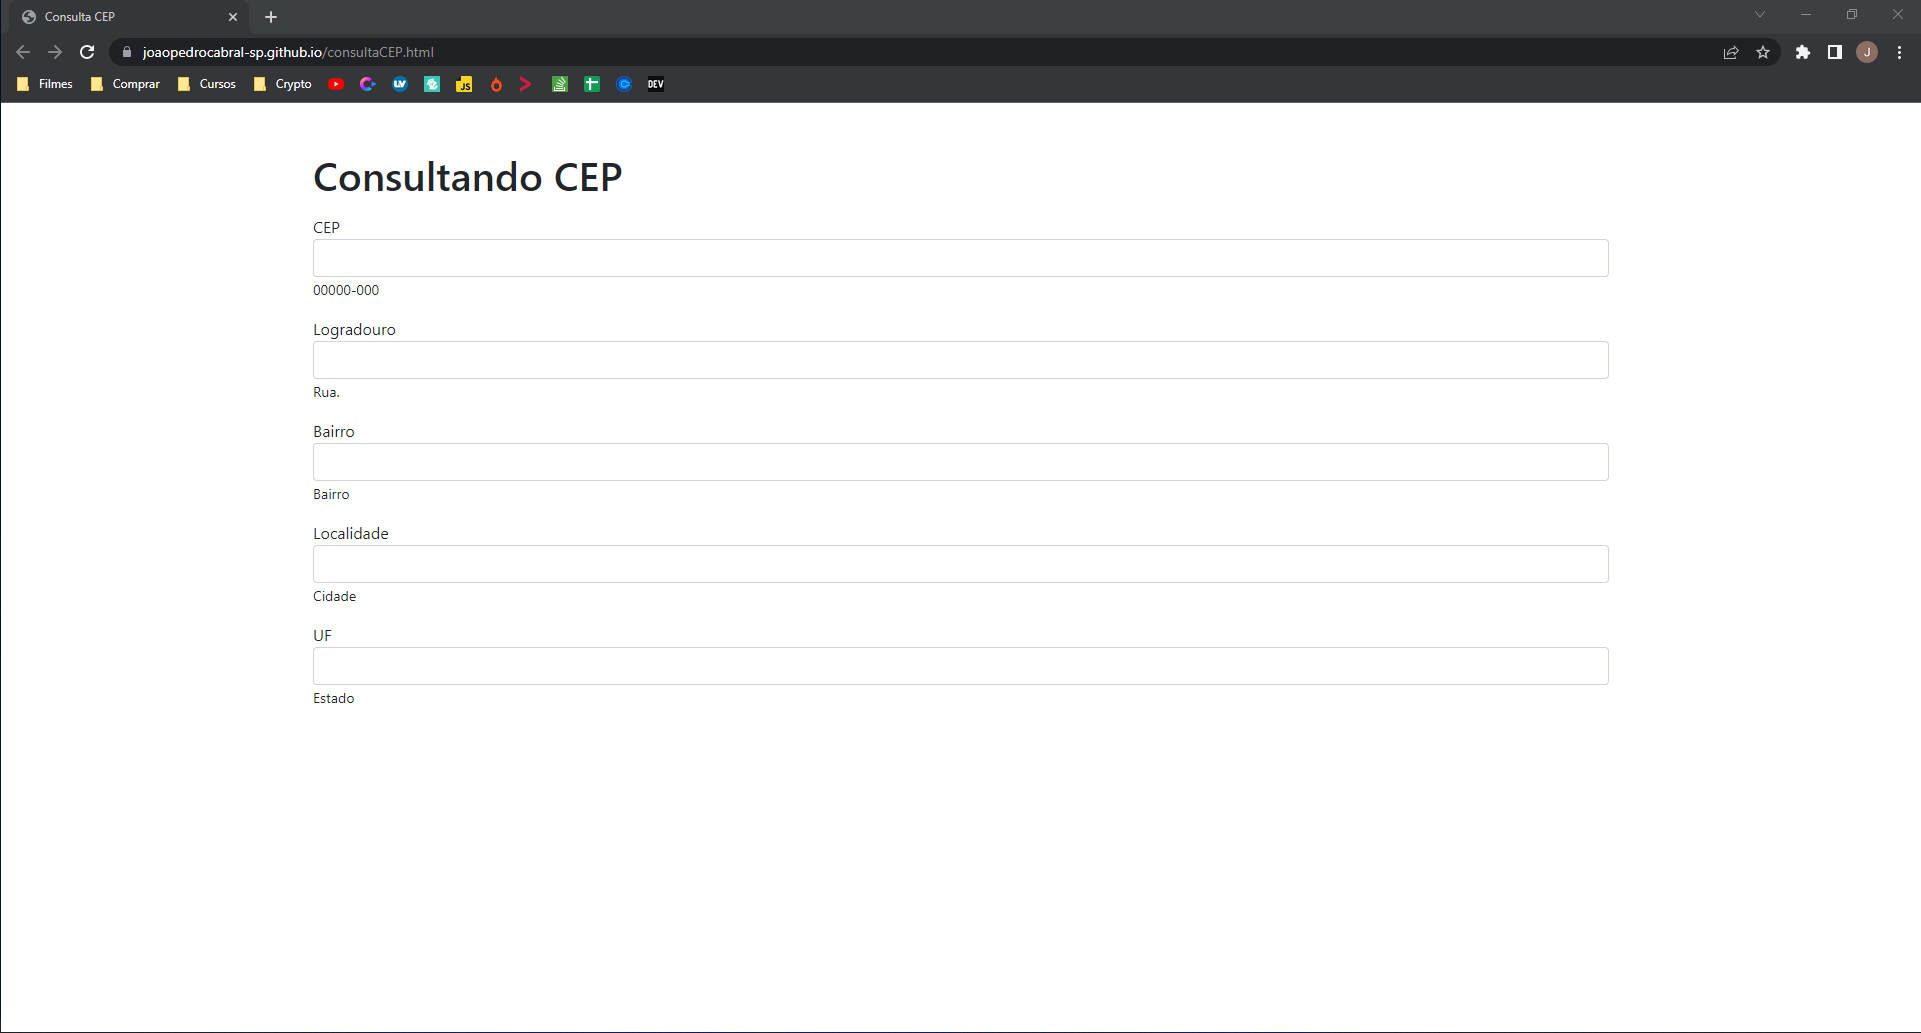 Consulta CEP
joaopedrocabral-sp.github.io/consultaCEP.html
J
Filmes Comprar Cursos Crypto LV JS DEV
Consultando CEP
CEP
00000-000
Logradouro
Rua.
Bairro
Bairro
Localidade
Cidade
UF
Estado